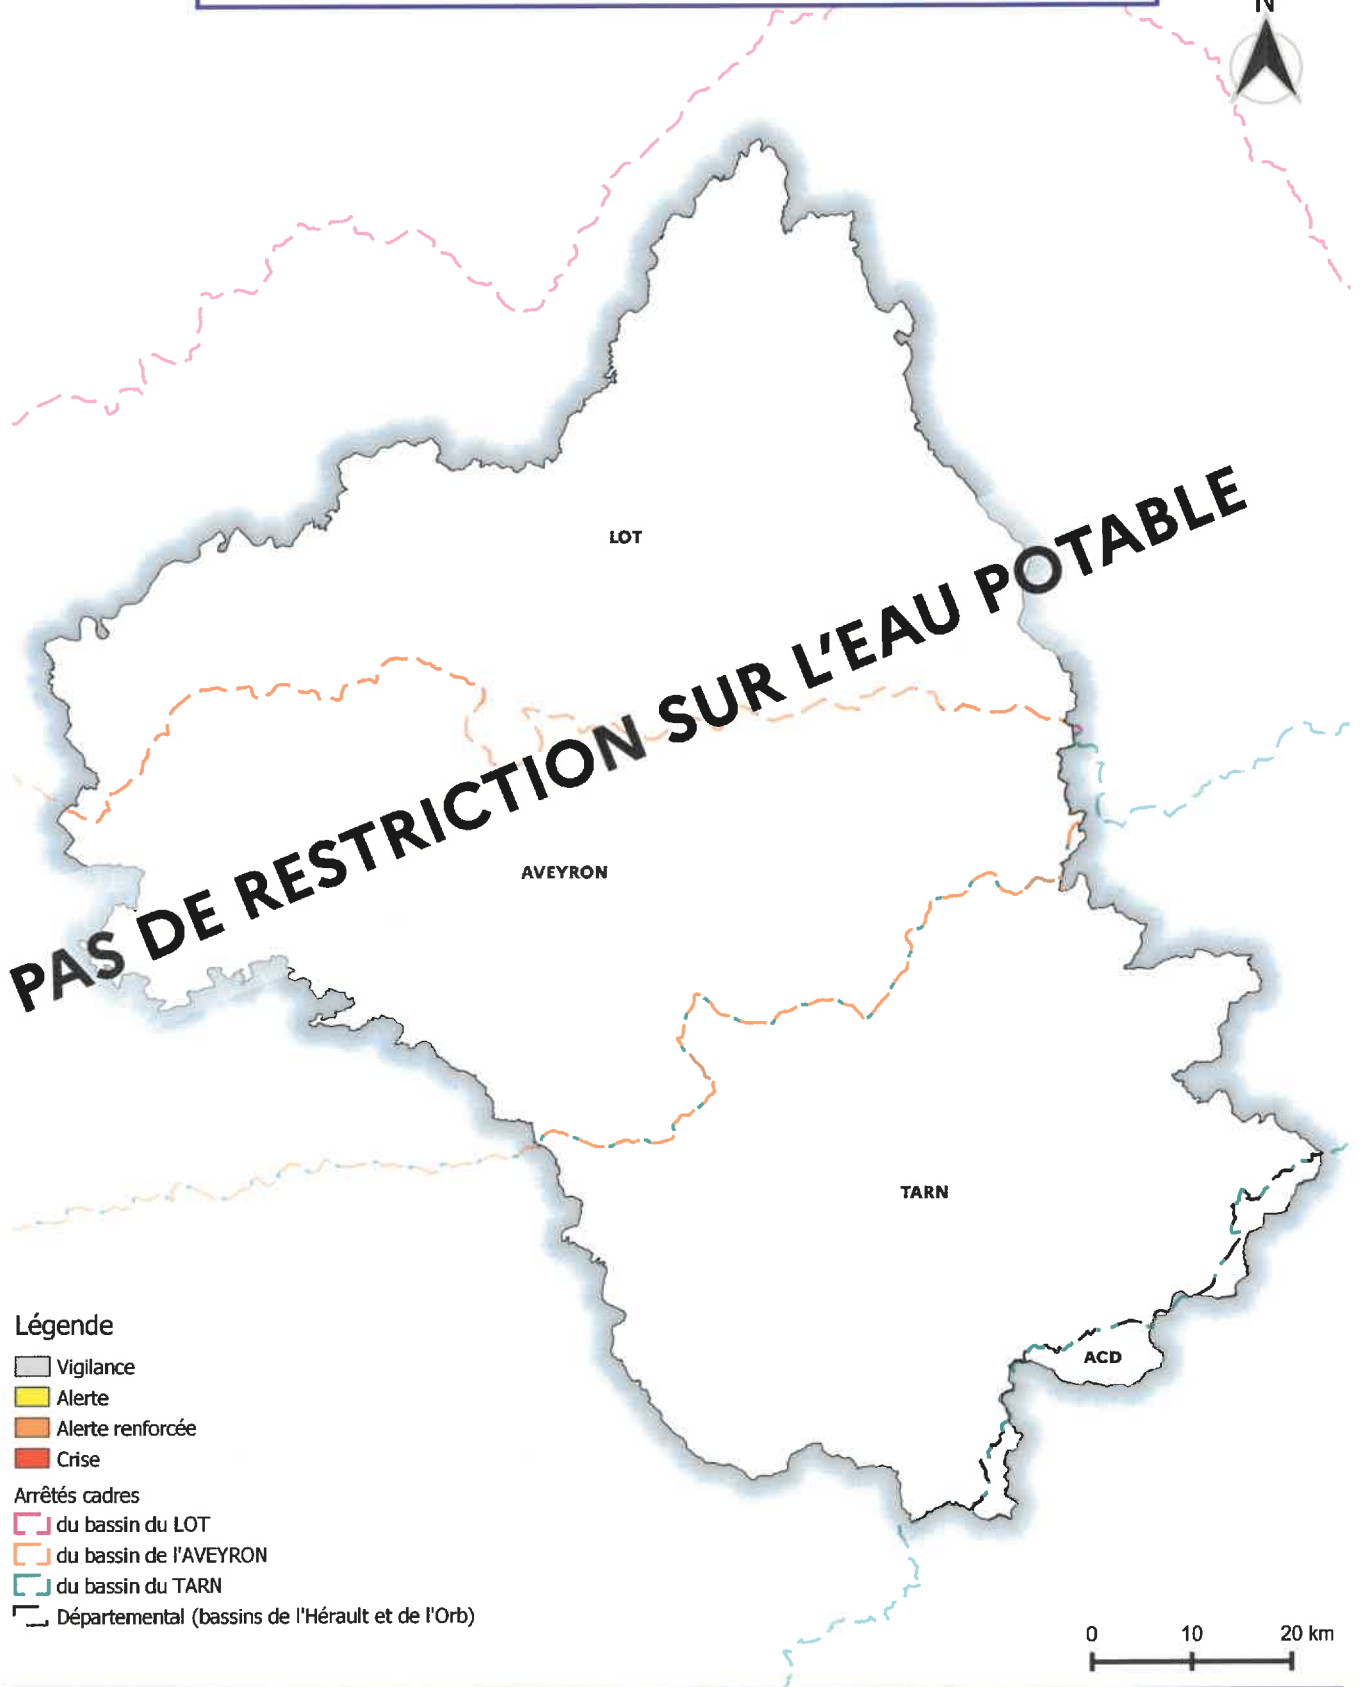 N
LOT
PAS DE RESTRICTION SUR L'EAU POTABLE
AVEYRON
TARN
ACD
Légende
Vigilance
Alerte
Alerte renforcée
Crise
Arrêtés cadres
du bassin du LOT
du bassin de l'AVEYRON
du bassin du TARN
Départemental (bassins de l'Hérault et de l'Orb)
0 10 20 km